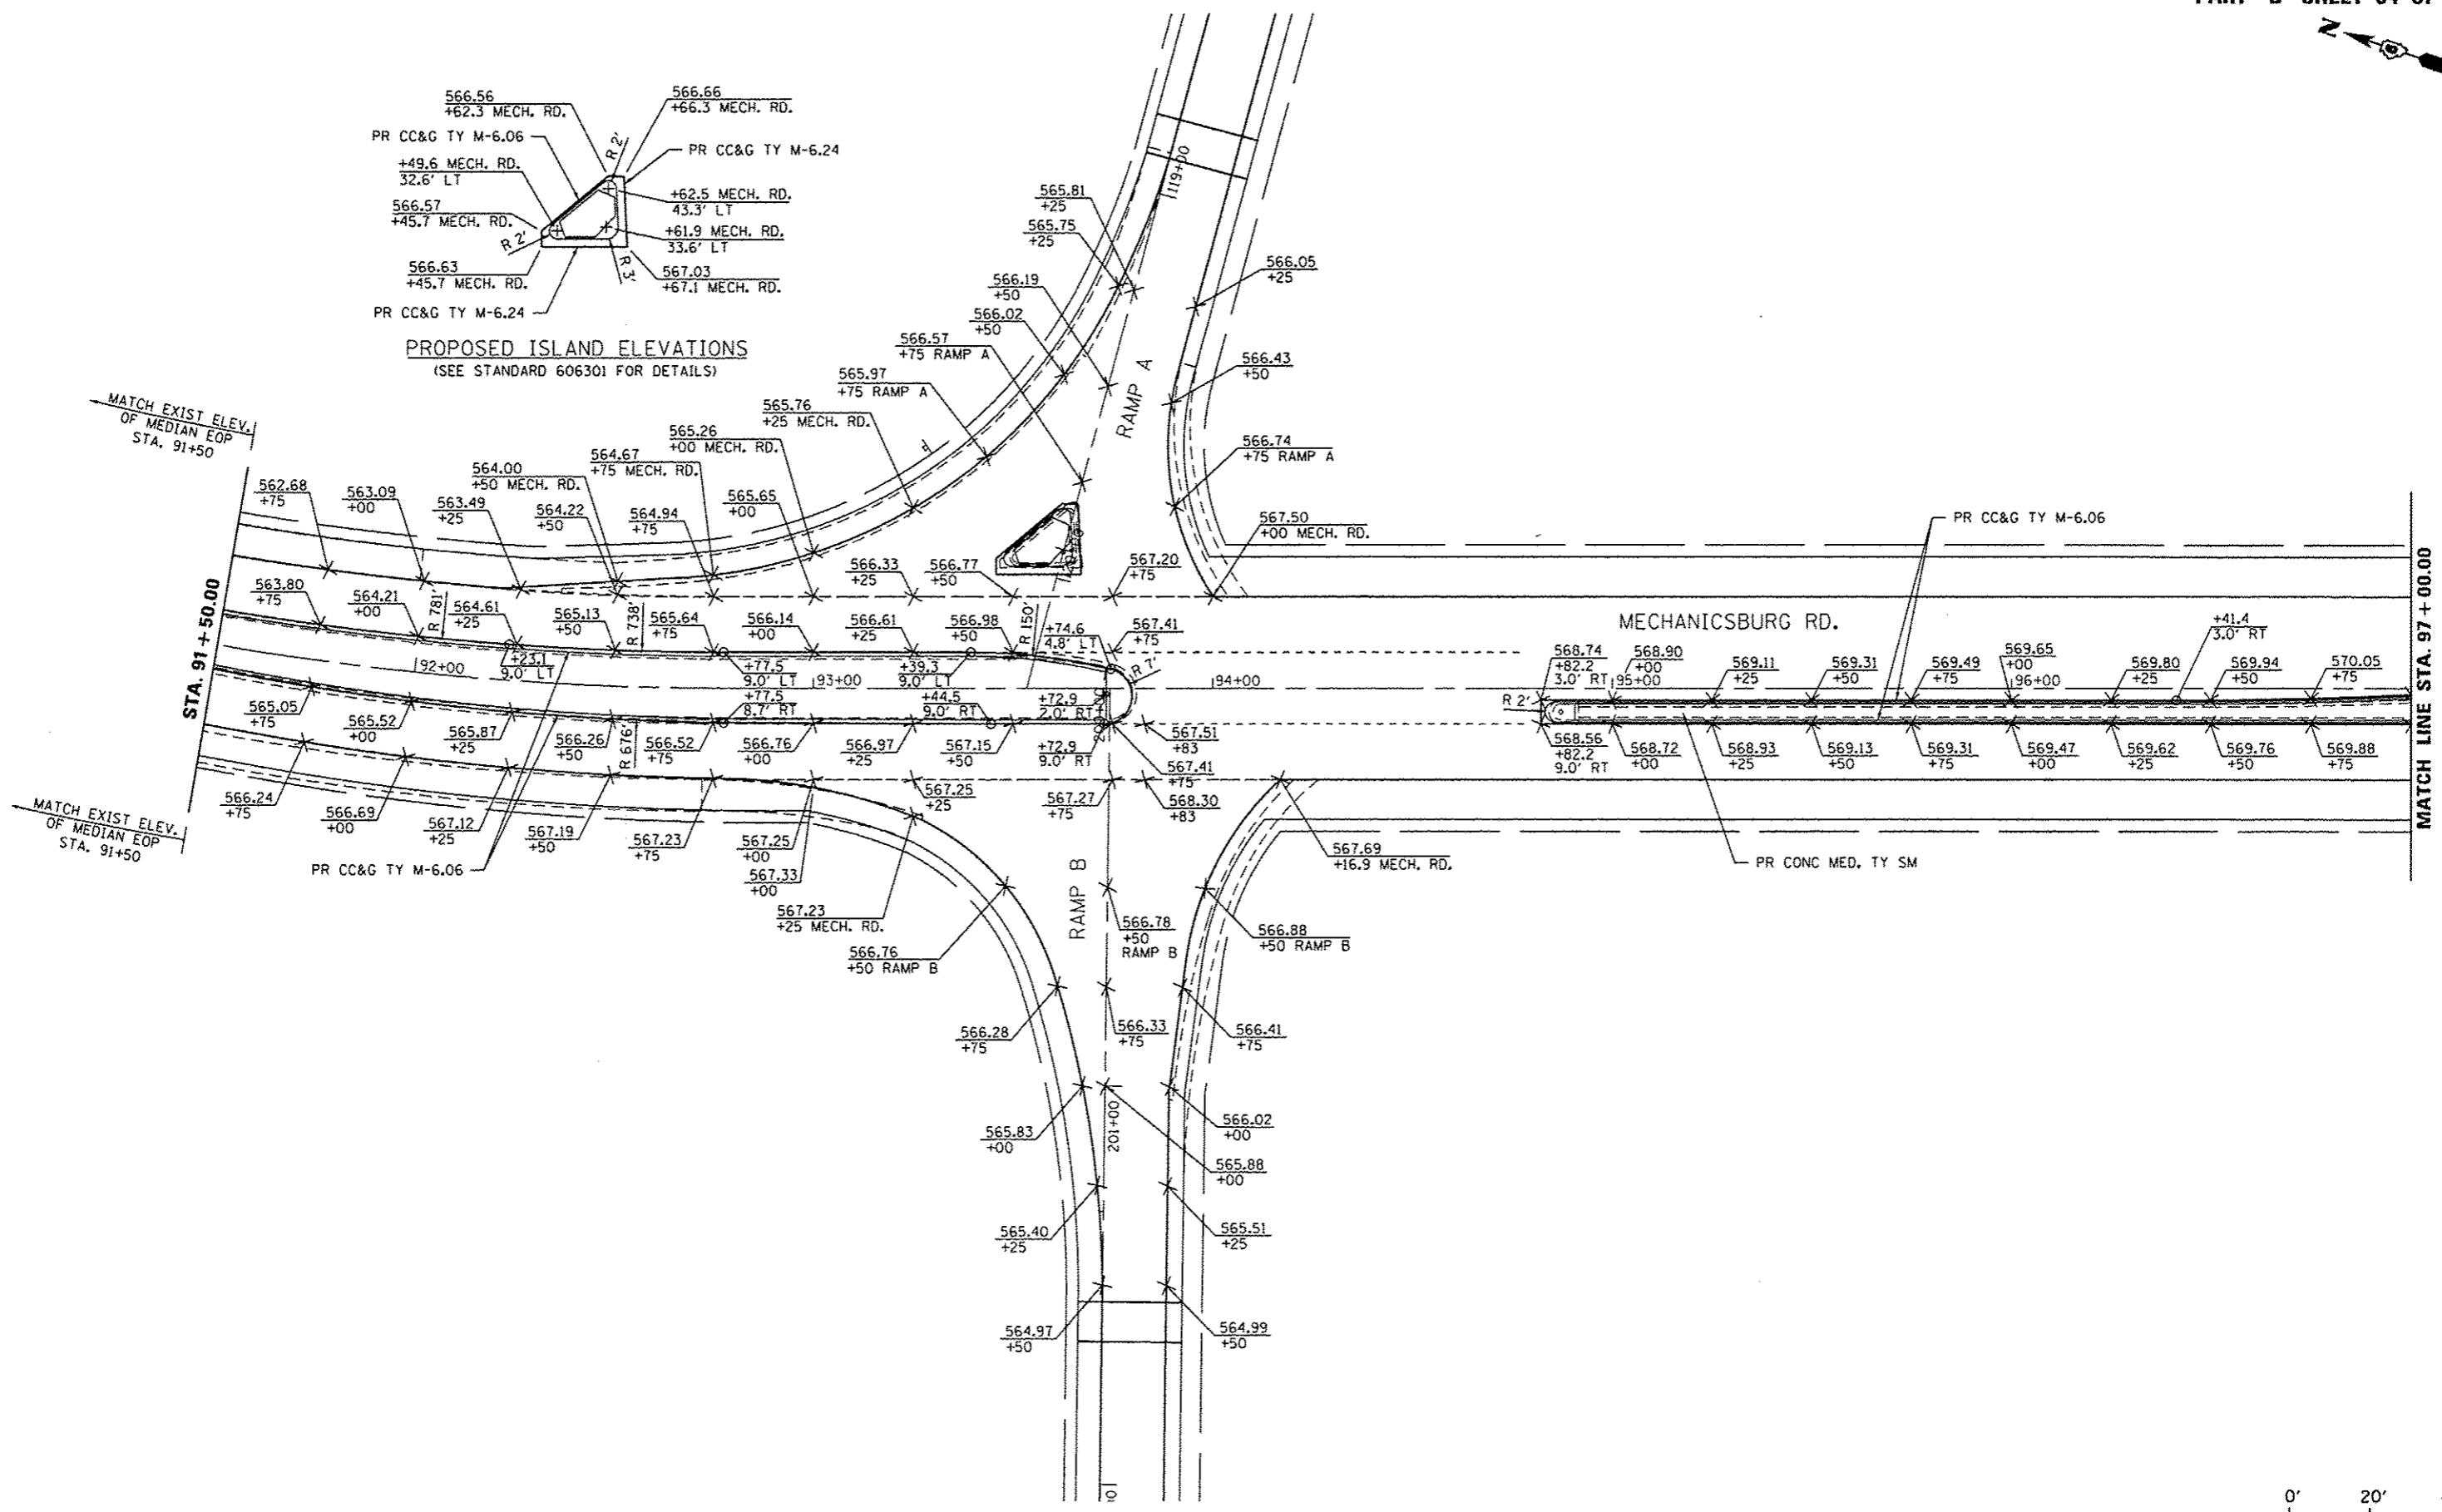 N
566.56
+62.3 MECH. RD.
566.66
+66.3 MECH. RD.
PR CC&G TY M-6.06
R 2'
PR CC&G TY M-6.24
+49.6 MECH. RD.
32.6' LT
+62.5 MECH. RD.
43.3' LT
566.57
+45.7 MECH. RD.
+61.9 MECH. RD.
33.6' LT
R 2'
R 3'
566.63
+45.7 MECH. RD.
567.03
+67.1 MECH. RD.
PR CC&G TY M-6.24
PROPOSED ISLAND ELEVATIONS
(SEE STANDARD 606301 FOR DETAILS)
119+00
565.81
+25
565.75
+25
566.19
+50
566.02
+50
566.57
+75 RAMP A
565.97
+75 RAMP A
565.76
+25 MECH. RD.
565.26
+00 MECH. RD.
564.67
+75 MECH. RD.
564.00
+50 MECH. RD.
566.05
+25
566.43
+50
566.74
+75 RAMP A
RAMP A
567.50
+00 MECH. RD.
MATCH EXIST ELEV.
OF MEDIAN EOP
STA. 91+50
562.68
+75
563.09
+00
563.49
+25
564.22
+50
564.94
+75
565.65
+00
566.33
+25
566.77
+50
567.20
+75
PR CC&G TY M-6.06
STA. 91 + 50.00
563.80
+75
564.21
+00
R 781'
564.61
+25
565.13
+50
R 738'
565.64
+75
566.14
+00
566.61
+25
566.98
+50
R 150'
+74.6
4.8' LT
567.41
+75
R 7'
MECHANICSBURG RD.
92+00
+23.1
9.0' LT
+77.5
9.0' LT
93+00
+39.3
9.0' LT
94+00
568.74
+82.2
3.0' RT
568.90
+00
95+00
569.11
+25
569.31
+50
569.49
+75
569.65
+00
96+00
569.80
+25
+41.4
3.0' RT
569.94
+50
570.05
+75
R 2'
MATCH LINE STA. 97 + 00.00
565.05
+75
565.52
+00
565.87
+25
566.26
+50
R 676'
566.52
+75
+77.5
8.7' RT
566.76
+00
566.97
+25
+44.5
9.0' RT
567.15
+50
+72.9
2.0' RT
+72.9
9.0' RT
567.51
+83
567.41
+75
568.56
+82.2
9.0' RT
568.72
+00
568.93
+25
569.13
+50
569.31
+75
569.47
+00
569.62
+25
569.76
+50
569.88
+75
MATCH EXIST ELEV.
OF MEDIAN EOP
STA. 91+50
566.24
+75
566.69
+00
567.12
+25
567.19
+50
567.23
+75
567.25
+00
567.33
+00
567.25
+25
567.27
+75
568.30
+83
PR CC&G TY M-6.06
567.23
+25 MECH. RD.
567.69
+16.9 MECH. RD.
PR CONC MED, TY SM
RAMP B
566.76
+50 RAMP B
566.78
+50
RAMP B
566.88
+50 RAMP B
566.28
+75
566.33
+75
566.41
+75
565.83
+00
201+00
566.02
+00
565.88
+00
565.40
+25
565.51
+25
564.97
+50
564.99
+50
0' 20'